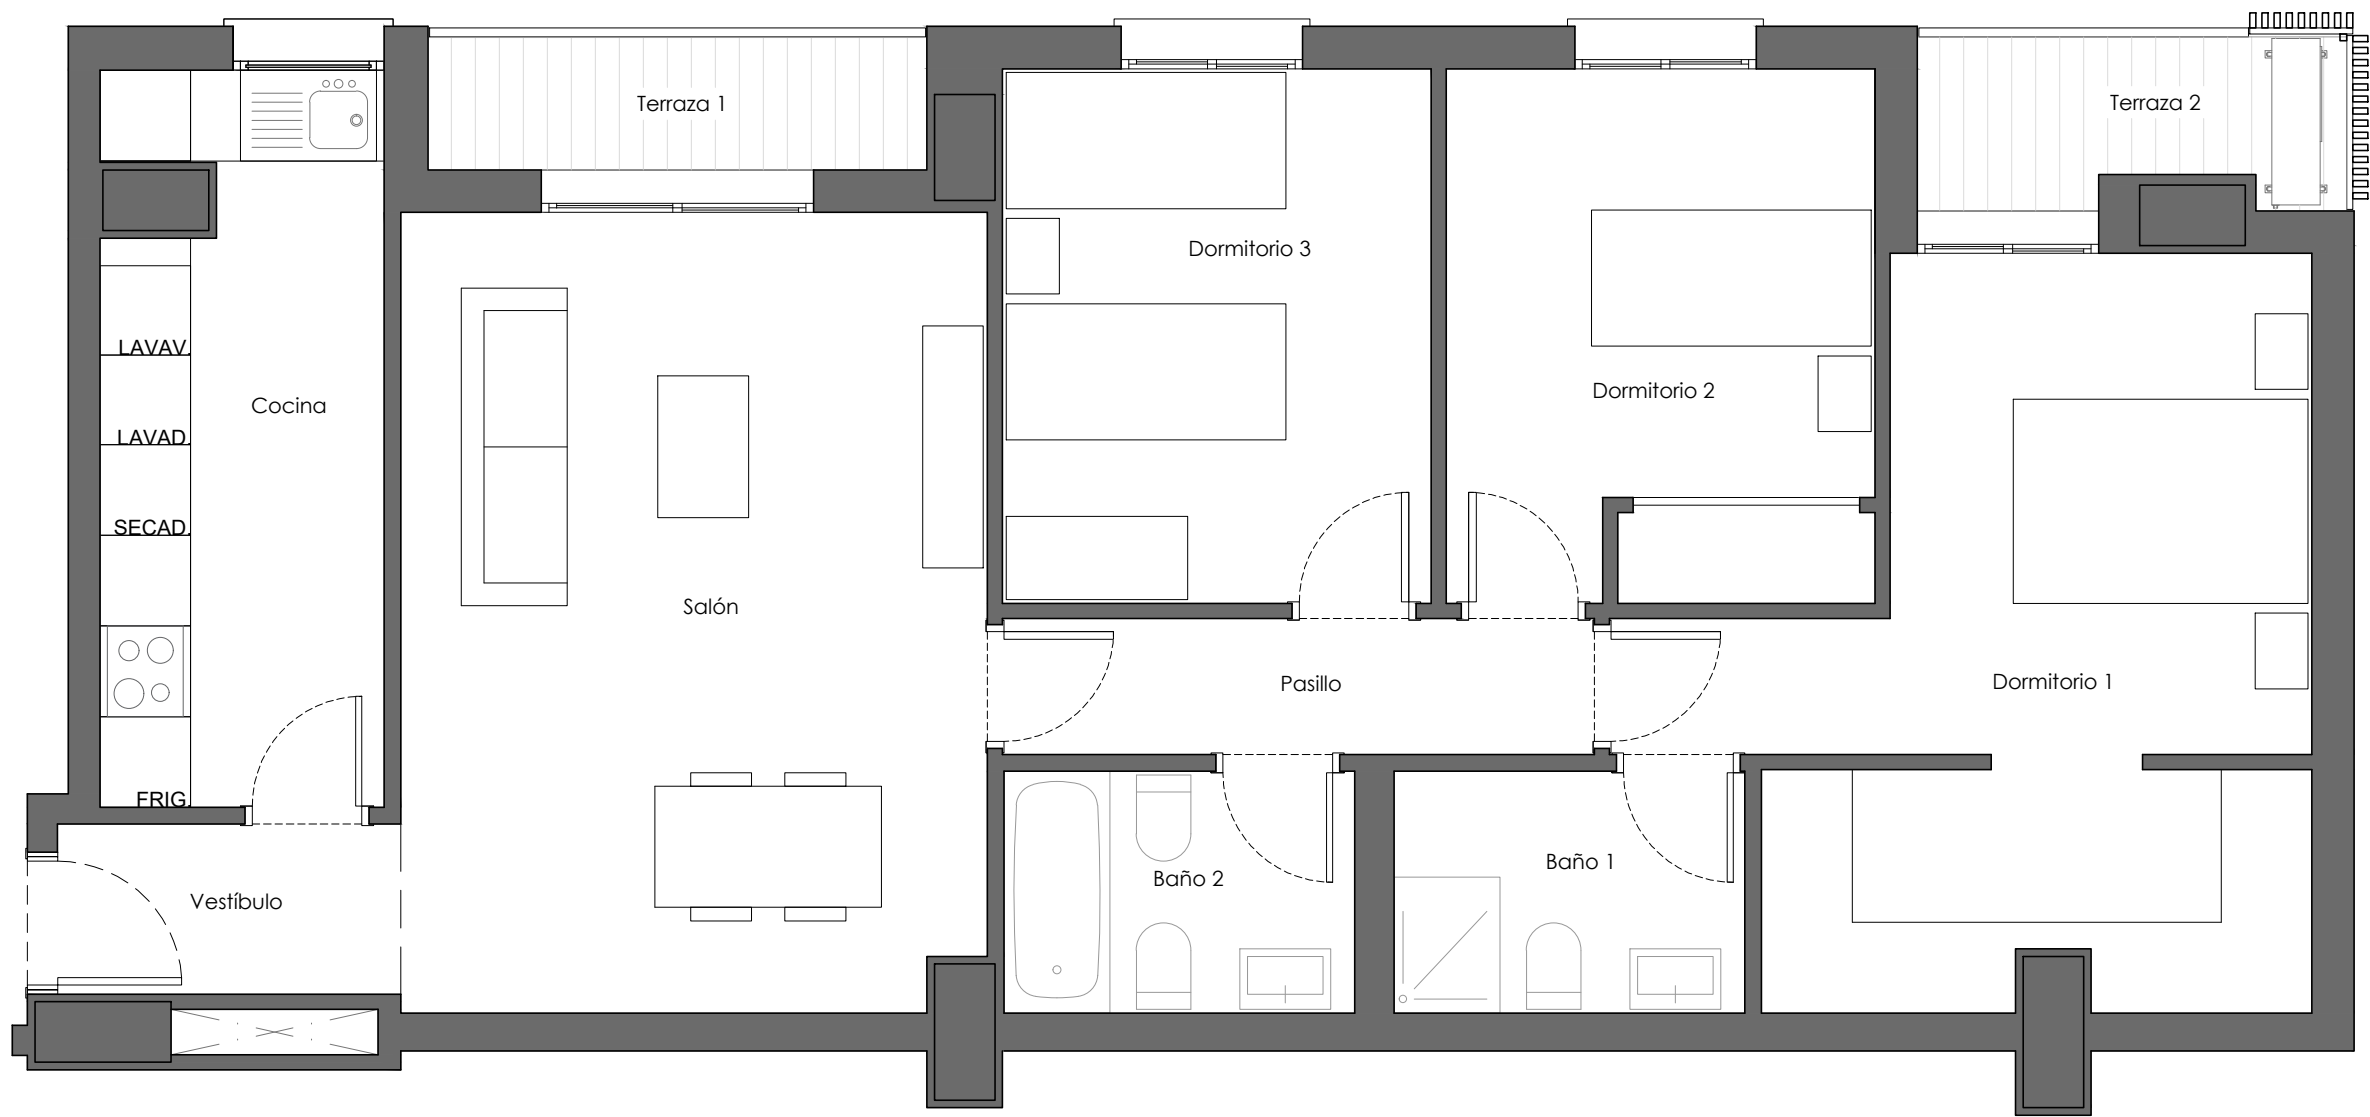 Terraza 1
Terraza 2
Dormitorio 3
LAVAV.
Dormitorio 2
Cocina
LAVAD.
SECAD.
Salón
Pasillo
Dormitorio 1
FRIG.
Baño 1
Baño 2
Vestíbulo